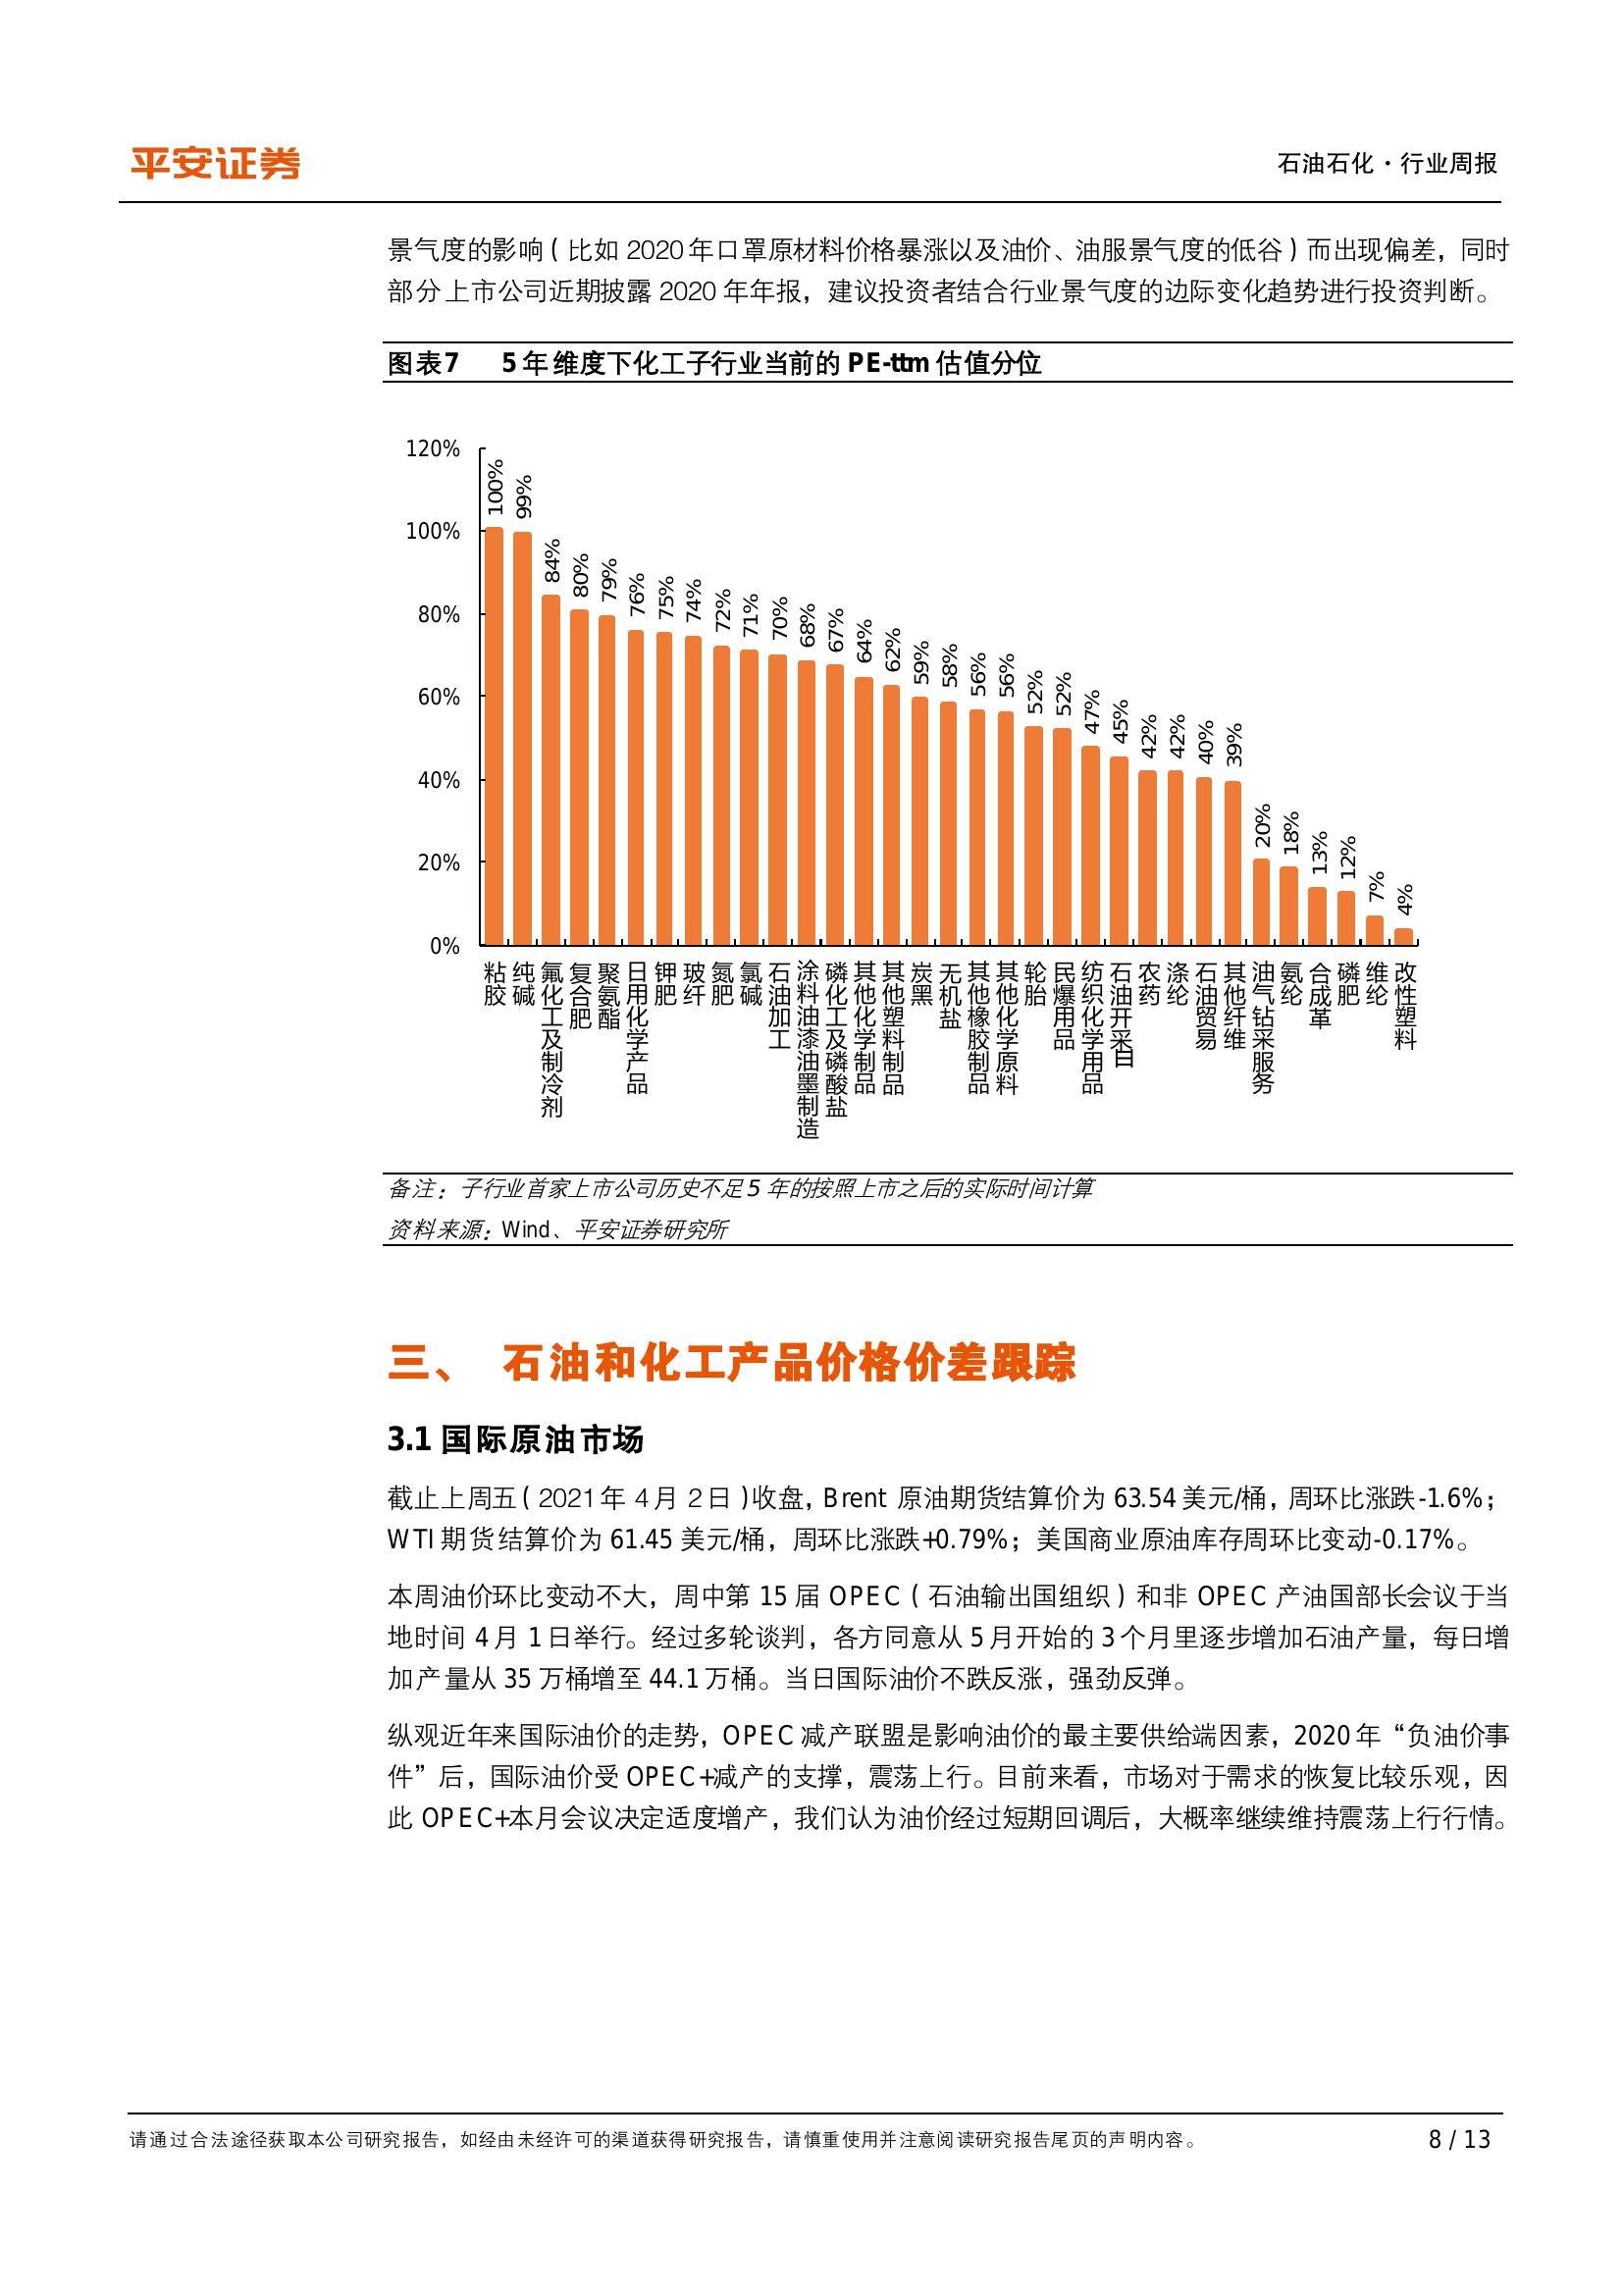 平安证券
石油石化·行业周报
景气度的影响（比如 2020 年口罩原材料价格暴涨以及油价、油服景气度的低谷）而出现偏差，同时
部分上市公司近期披露 2020 年年报，建议投资者结合行业景气度的边际变化趋势进行投资判断。
图表7 5 年维度下化工子行业当前的 PE-ttm 估值分位
120%
100%
80%
60%
40%
20%
0%
100%
99%
84%
80%
79%
76%
75%
74%
72%
71%
70%
68%
67%
64%
62%
59%
58%
56%
56%
52%
52%
47%
45%
42%
42%
40%
39%
20%
18%
13%
12%
7%
4%
粘胶
纯碱
氟化工及制冷剂
复合肥
聚氨酯
日用化学产品
钾肥
玻纤
氮肥
氯碱
石油加工
涂料油漆油墨制造
磷化工及磷酸盐
其他化学制品
其他塑料制品
炭黑
无机盐
其他橡胶制品
其他化学原料
轮胎
民爆用品
纺织化学用品
石油开采Ⅲ
农药
涤纶
石油贸易
其他纤维
油气钻采服务
氨纶
合成革
磷肥
维纶
改性塑料
备注：子行业首家上市公司历史不足 5 年的按照上市之后的实际时间计算
资料来源：Wind、平安证券研究所
三、 石油和化工产品价格价差跟踪
3.1 国际原油市场
截止上周五（2021 年 4 月 2 日）收盘，Brent 原油期货结算价为 63.54 美元/桶，周环比涨跌-1.6%；
WTI 期货结算价为 61.45 美元/桶，周环比涨跌+0.79%；美国商业原油库存周环比变动-0.17%。
本周油价环比变动不大，周中第 15 届 OPEC（石油输出国组织）和非 OPEC 产油国部长会议于当
地时间 4 月 1 日举行。经过多轮谈判，各方同意从 5 月开始的 3 个月里逐步增加石油产量，每日增
加产量从 35 万桶增至 44.1 万桶。当日国际油价不跌反涨，强劲反弹。
纵观近年来国际油价的走势，OPEC 减产联盟是影响油价的最主要供给端因素，2020 年“负油价事
件”后，国际油价受 OPEC+减产的支撑，震荡上行。目前来看，市场对于需求的恢复比较乐观，因
此 OPEC+本月会议决定适度增产，我们认为油价经过短期回调后，大概率继续维持震荡上行行情。
请通过合法途径获取本公司研究报告，如经由未经许可的渠道获得研究报告，请慎重使用并注意阅读研究报告尾页的声明内容。
8 / 13